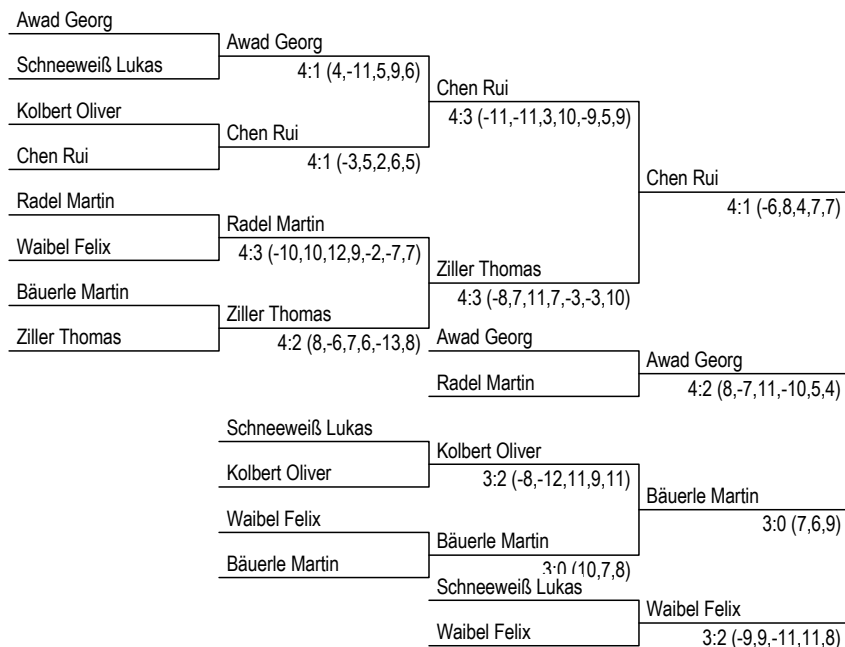 Awad Georg
Awad Georg
Schneeweiß Lukas
4:1 (4,-11,5,9,6)
Chen Rui
Kolbert Oliver
4:3 (-11,-11,3,10,-9,5,9)
Chen Rui
Chen Rui
4:1 (-3,5,2,6,5)
Chen Rui
Radel Martin
4:1 (-6,8,4,7,7)
Radel Martin
Waibel Felix
4:3 (-10,10,12,9,-2,-7,7)
Ziller Thomas
Bäuerle Martin
4:3 (-8,7,11,7,-3,-3,10)
Ziller Thomas
Ziller Thomas
4:2 (8,-6,7,6,-13,8)
Awad Georg
Awad Georg
Radel Martin
4:2 (8,-7,11,-10,5,4)
Schneeweiß Lukas
Kolbert Oliver
Kolbert Oliver
3:2 (-8,-12,11,9,11)
Bäuerle Martin
Waibel Felix
3:0 (7,6,9)
Bäuerle Martin
Bäuerle Martin
3:0 (10,7,8)
Schneeweiß Lukas
Waibel Felix
Waibel Felix
3:2 (-9,9,-11,11,8)